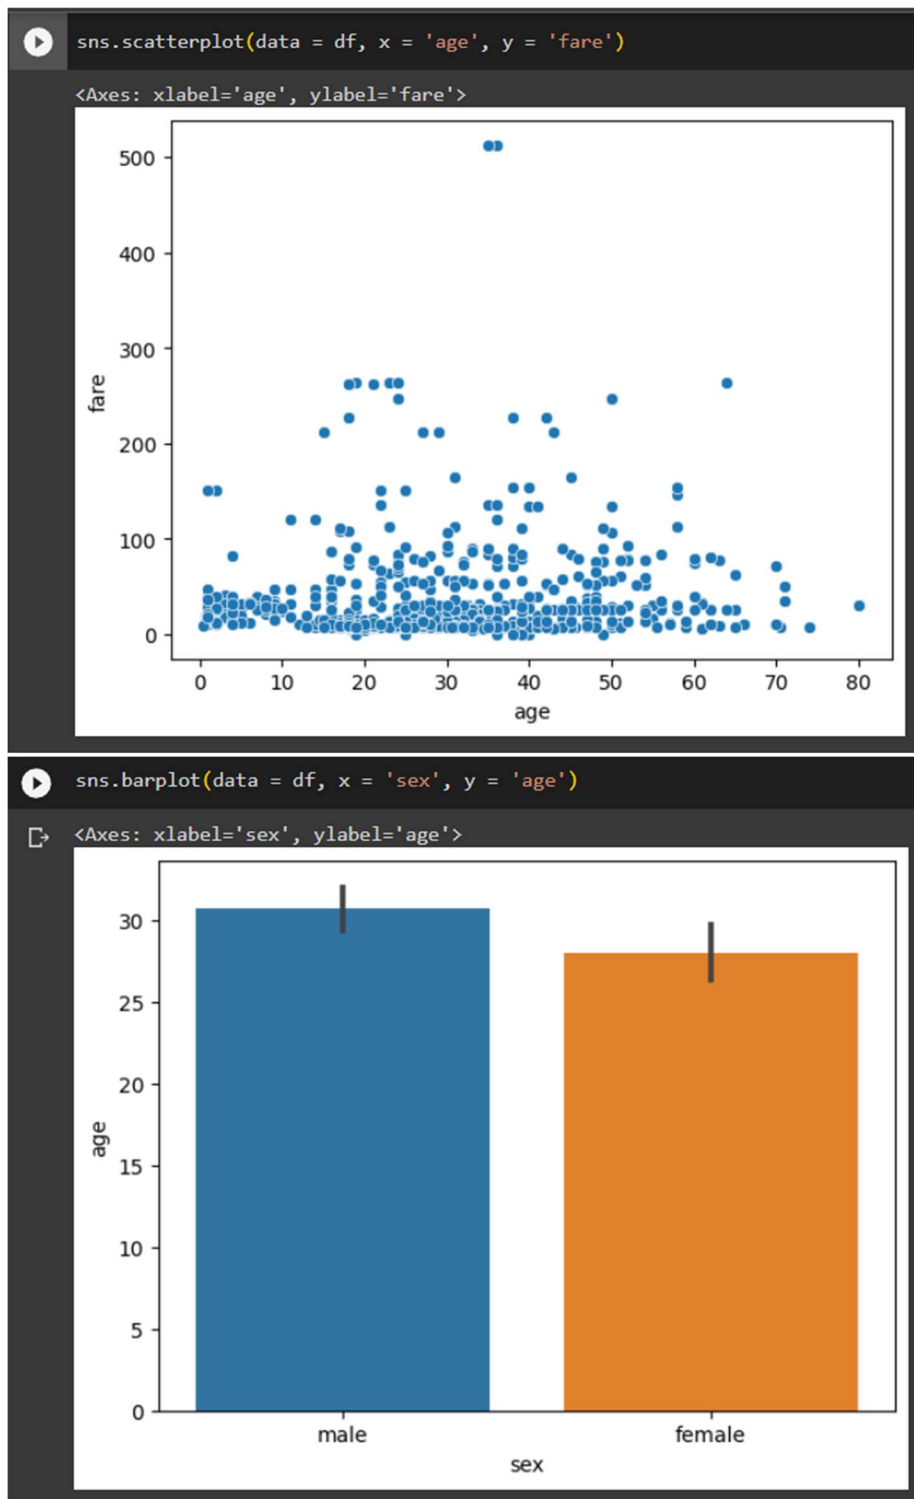 sns.scatterplot(data = df, x = 'age', y = 'fare')
<Axes: xlabel='age', ylabel='fare'>
500
400
300
200
100
0
fare
0 10 20 30 40 50 60 70 80
age
sns.barplot(data = df, x = 'sex', y = 'age')
<Axes: xlabel='sex', ylabel='age'>
30
25
20
15
10
5
0
age
male female
sex